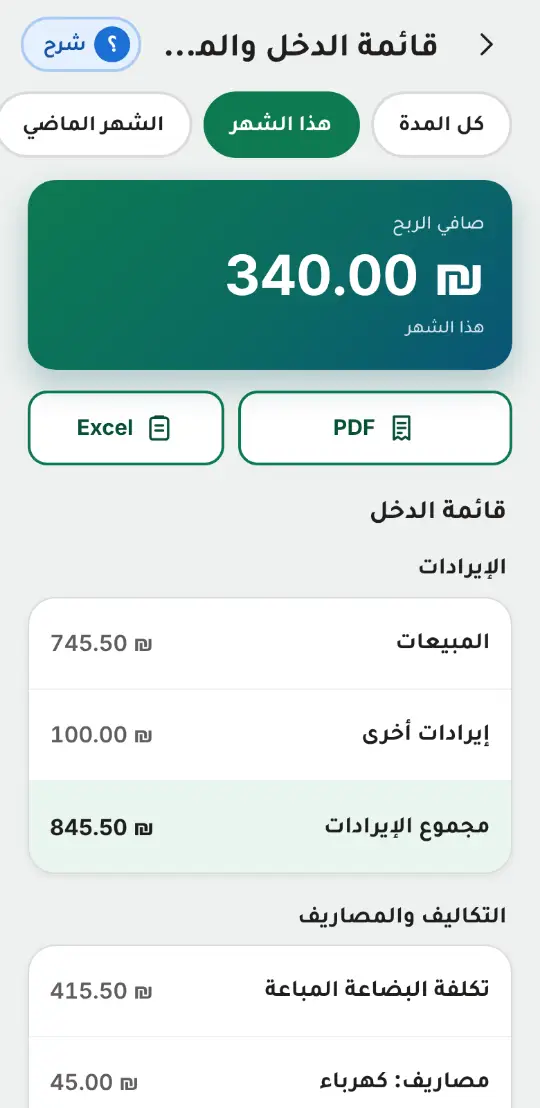 قائمة الدخل والمـ...
؟ شرح
كل المدة
هذا الشهر
الشهر الماضي
صافي الربح
₪ 340.00
هذا الشهر
PDF
Excel
قائمة الدخل
الإيرادات
المبيعات ₪ 745.50
إيرادات أخرى ₪ 100.00
مجموع الإيرادات ₪ 845.50
التكاليف والمصاريف
تكلفة البضاعة المباعة ₪ 415.50
مصاريف: كهرباء ₪ 45.00